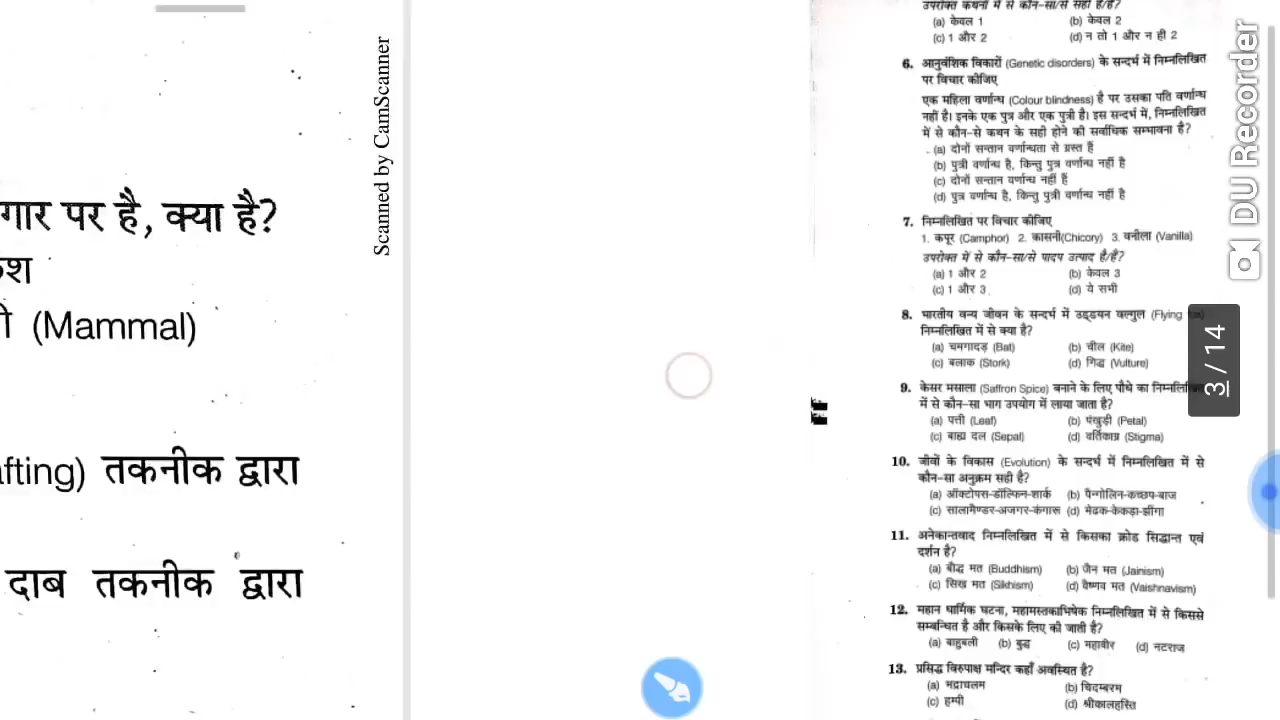 गार पर है, क्या है?
(Mammal)
तकनीक द्वारा
दाब तकनीक द्वारा
Scanned by CamScanner
उपरोक्त कथनों में से कौन-सा/से सही है/हैं?
(a) केवल 1 (b) केवल 2
(c) 1 और 2 (d) न तो 1 और न ही 2
6. आनुवंशिक विकारों (Genetic disorders) के सन्दर्भ में निम्नलिखित
पर विचार कीजिए
एक महिला वर्णान्ध (Colour blindness) है पर उसका पति वर्णान्ध
नहीं है। इनके एक पुत्र और एक पुत्री है। इस सन्दर्भ में, निम्नलिखित
में से कौन-से कथन के सही होने की सर्वाधिक सम्भावना है?
(a) दोनों सन्तान वर्णान्धता से ग्रस्त हैं
(b) पुत्री वर्णान्ध है, किन्तु पुत्र वर्णान्ध नहीं है
(c) दोनों सन्तान वर्णान्ध नहीं हैं
(d) पुत्र वर्णान्ध है, किन्तु पुत्री वर्णान्ध नहीं है
7. निम्नलिखित पर विचार कीजिए
1. कपूर (Camphor) 2. कासनी(Chicory) 3. वनीला (Vanilla)
उपरोक्त में से कौन-सा/से पादप उत्पाद है/हैं?
(a) 1 और 2 (b) केवल 3
(c) 1 और 3 (d) ये सभी
8. भारतीय वन्य जीवन के सन्दर्भ में उड्डयन वल्गुल (Flying
निम्नलिखित में से क्या है?
(a) चमगादड़ (Bat) (b) चील (Kite)
(c) बलाक (Stork) (d) गिद्ध (Vulture)
9. केसर मसाला (Saffron Spice) बनाने के लिए पौधे का
में से कौन-सा भाग उपयोग में लाया जाता है?
(a) पत्ती (Leaf) (b) पंखुड़ी (Petal)
(c) बाह्य दल (Sepal) (d) वर्तिकाग्र (Stigma)
10. जीवों के विकास (Evolution) के सन्दर्भ में निम्नलिखित में से
कौन-सा अनुक्रम सही है?
(a) ऑक्टोपस-डॉल्फिन-शार्क (b) पैन्गोलिन-कच्छप-बाज
(c) सालामैण्डर-अजगर-कंगारू (d) मेढक-केकड़ा-झींगा
11. अनेकान्तवाद निम्नलिखित में से किसका क्रोड सिद्धान्त एवं
दर्शन है?
(a) बौद्ध मत (Buddhism) (b) जैन मत (Jainism)
(c) सिख मत (Sikhism) (d) वैष्णव मत (Vaishnavism)
12. महान धार्मिक घटना, महामस्तकाभिषेक निम्नलिखित में से किससे
सम्बन्धित है और किसके लिए की जाती है?
(a) बाहुबली (b) बुद्ध (c) महावीर (d) नटराज
13. प्रसिद्ध विरुपाक्ष मन्दिर कहाँ अवस्थित है?
(a) भद्राचलम (b) चिदम्बरम
(c) हम्पी (d) श्रीकालहस्ति
3 / 14
DU Recorder